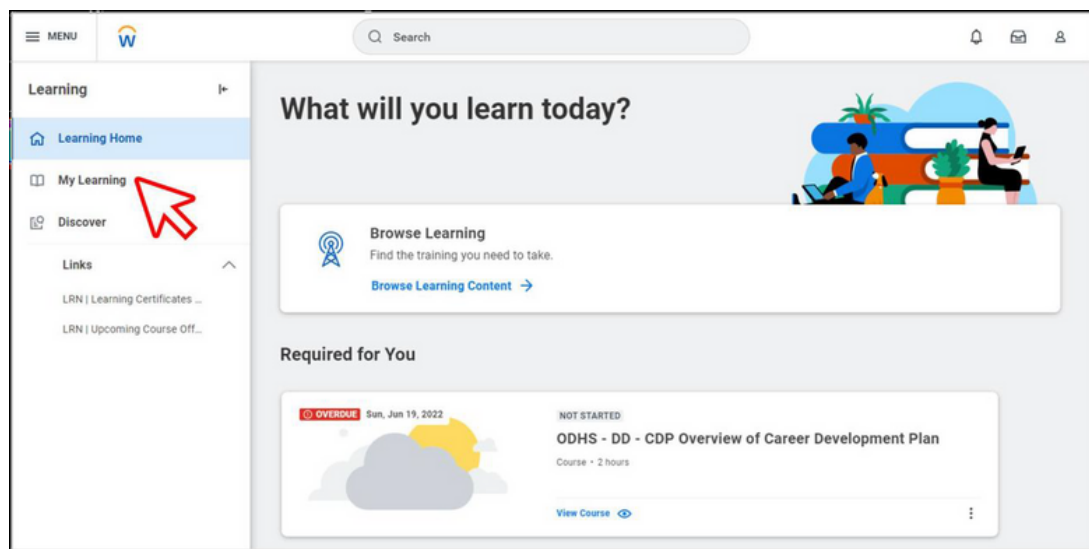 MENU
Search
Learning
Learning Home
My Learning
Discover
Links
LRN | Learning Certificates ...
LRN | Upcoming Course Off...
What will you learn today?
Browse Learning
Find the training you need to take.
Browse Learning Content
Required for You
OVERDUE Sun, Jun 19, 2022
NOT STARTED
ODHS - DD - CDP Overview of Career Development Plan
Course • 2 hours
View Course